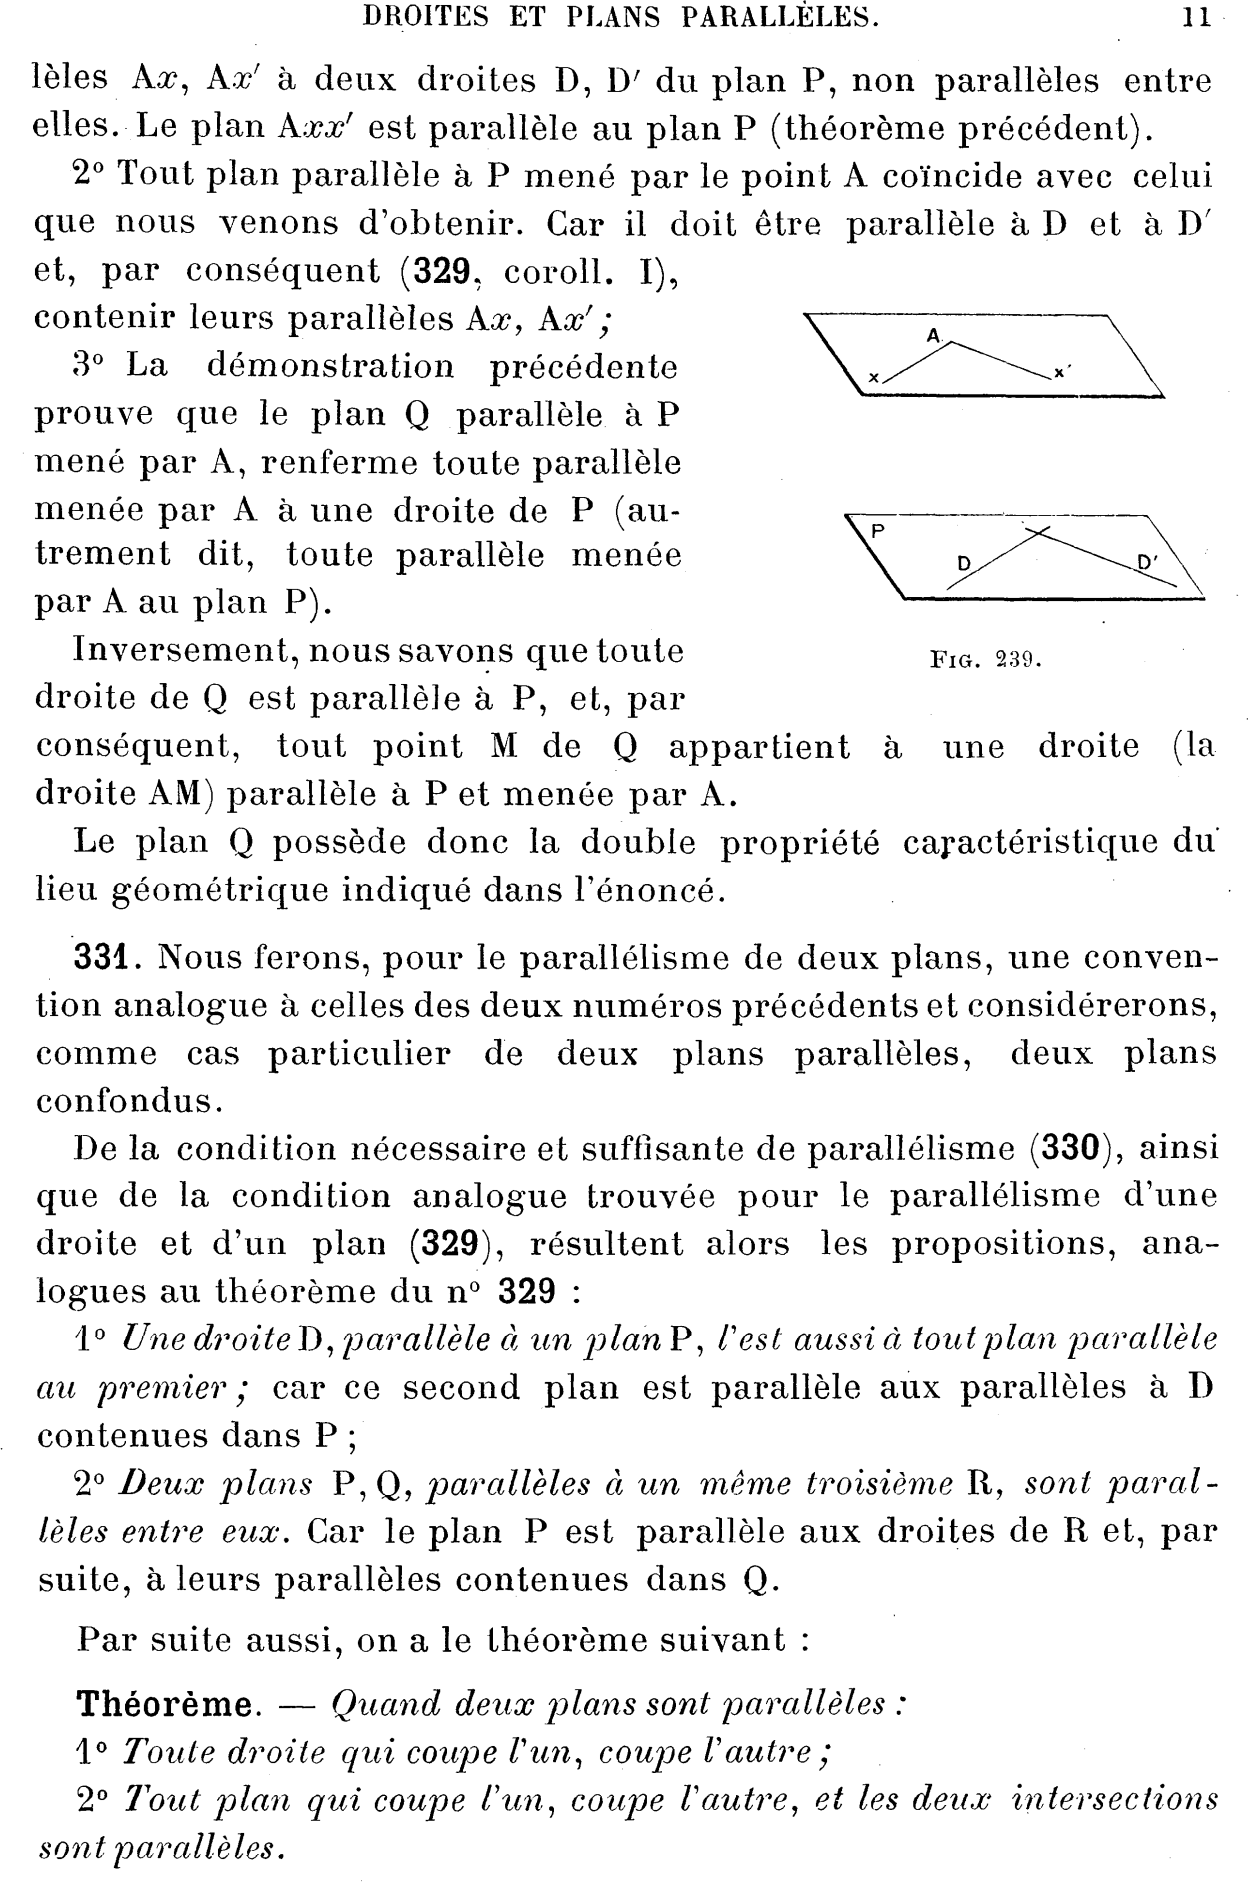 DROITES ET PLANS PARALLÈLES. 11
lèles Ax, Ax′ à deux droites D, D′ du plan P, non parallèles entre
elles. Le plan Axx′ est parallèle au plan P (théorème précédent).
2° Tout plan parallèle à P mené par le point A coïncide avec celui
que nous venons d'obtenir. Car il doit être parallèle à D et à D′
et, par conséquent (329, coroll. I),
contenir leurs parallèles Ax, Ax′;
3° La démonstration précédente
prouve que le plan Q parallèle à P
mené par A, renferme toute parallèle
menée par A à une droite de P (au-
trement dit, toute parallèle menée
par A au plan P).
A
x
x′
P
D
D′
FIG. 239.
Inversement, nous savons que toute
droite de Q est parallèle à P, et, par
conséquent, tout point M de Q appartient à une droite (la
droite AM) parallèle à P et menée par A.
Le plan Q possède donc la double propriété caractéristique du
lieu géométrique indiqué dans l'énoncé.
331. Nous ferons, pour le parallélisme de deux plans, une conven-
tion analogue à celles des deux numéros précédents et considérerons,
comme cas particulier de deux plans parallèles, deux plans
confondus.
De la condition nécessaire et suffisante de parallélisme (330), ainsi
que de la condition analogue trouvée pour le parallélisme d'une
droite et d'un plan (329), résultent alors les propositions, ana-
logues au théorème du n° 329 :
1° Une droite D, parallèle à un plan P, l'est aussi à tout plan parallèle
au premier; car ce second plan est parallèle aux parallèles à D
contenues dans P;
2° Deux plans P, Q, parallèles à un même troisième R, sont paral-
lèles entre eux. Car le plan P est parallèle aux droites de R et, par
suite, à leurs parallèles contenues dans Q.
Par suite aussi, on a le théorème suivant :
Théorème. — Quand deux plans sont parallèles :
1° Toute droite qui coupe l'un, coupe l'autre;
2° Tout plan qui coupe l'un, coupe l'autre, et les deux intersections
sont parallèles.